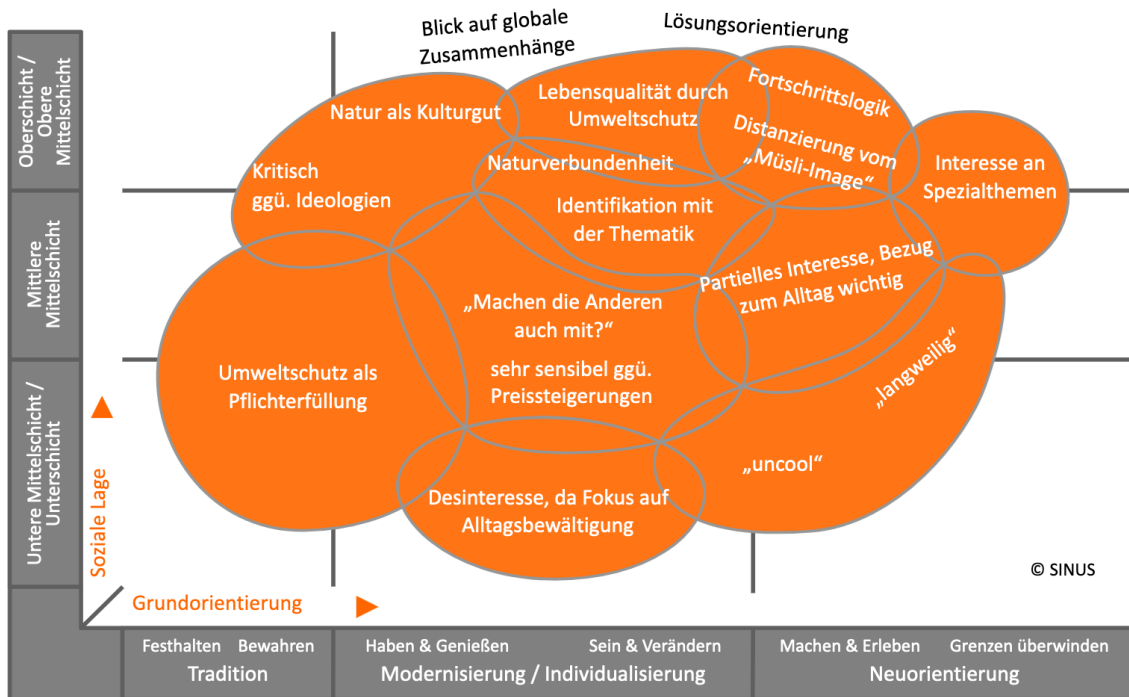 Blick auf globale
Zusammenhänge
Lösungsorientierung
Oberschicht /
Obere
Mittelschicht
Natur als Kulturgut
Lebensqualität durch
Umweltschutz
Fortschrittslogik
Distanzierung vom
„Müsli-Image“
Kritisch
ggü. Ideologien
Naturverbundenheit
Interesse an
Spezialthemen
Mittlere
Mittelschicht
Identifikation mit
der Thematik
Partielles Interesse, Bezug
zum Alltag wichtig
„Machen die Anderen
auch mit?“
sehr sensibel ggü.
Preissteigerungen
Umweltschutz als
Pflichterfüllung
„langweilig“
„uncool“
Untere Mittelschicht /
Unterschicht
Soziale Lage
Desinteresse, da Fokus auf
Alltagsbewältigung
© SINUS
Grundorientierung
Festhalten
Bewahren
Haben & Genießen
Sein & Verändern
Machen & Erleben
Grenzen überwinden
Tradition
Modernisierung / Individualisierung
Neuorientierung